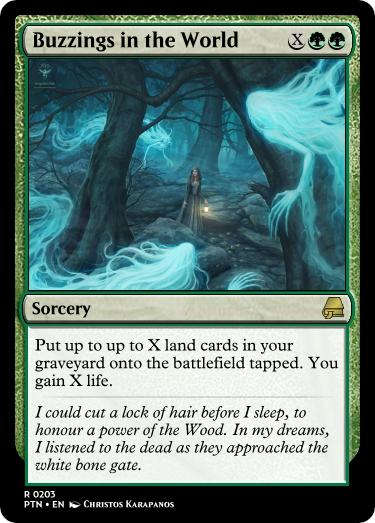 Buzzings in the World X
Sorcery
Put up to up to X land cards in your
graveyard onto the battlefield tapped. You
gain X life.
I could cut a lock of hair before I sleep, to
honour a power of the Wood. In my dreams,
I listened to the dead as they approached the
white bone gate.
R 0203
PTN • EN Christos Karapanos